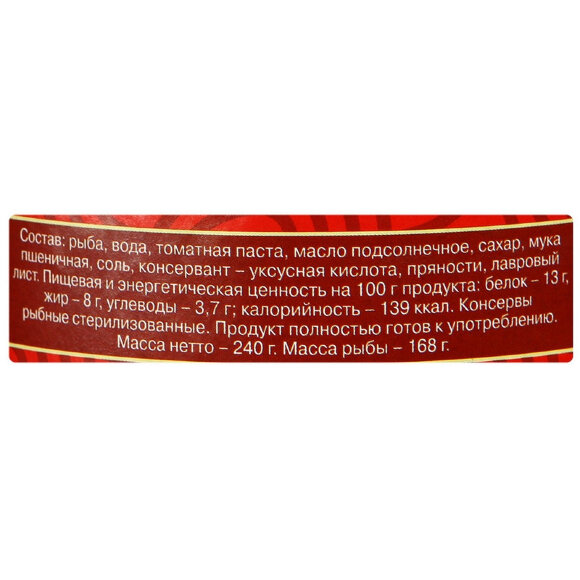 Состав: рыба, вода, томатная паста, масло подсолнечное, сахар, мука
пшеничная, соль, консервант – уксусная кислота, пряности, лавровый
лист. Пищевая и энергетическая ценность на 100 г продукта: белок – 13 г,
жир – 8 г, углеводы – 3,7 г; калорийность – 139 ккал. Консервы
рыбные стерилизованные. Продукт полностью готов к употреблению.
Масса нетто – 240 г. Масса рыбы – 168 г.